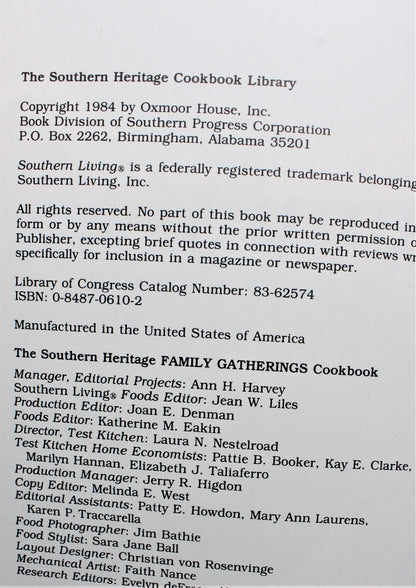 The Southern Heritage Cookbook Library
Copyright 1984 by Oxmoor House, Inc.
Book Division of Southern Progress Corporation
P.O. Box 2262, Birmingham, Alabama 35201
Southern Living® is a federally registered trademark belonging
Southern Living, Inc.
All rights reserved. No part of this book may be reproduced in
form or by any means without the prior written permission o
Publisher, excepting brief quotes in connection with reviews wr
specifically for inclusion in a magazine or newspaper.
Library of Congress Catalog Number: 83-62574
ISBN: 0-8487-0610-2
Manufactured in the United States of America
The Southern Heritage FAMILY GATHERINGS Cookbook
Manager, Editorial Projects: Ann H. Harvey
Southern Living® Foods Editor: Jean W. Liles
Production Editor: Joan E. Denman
Foods Editor: Katherine M. Eakin
Director, Test Kitchen: Laura N. Nestelroad
Test Kitchen Home Economists: Pattie B. Booker, Kay E. Clarke,
Marilyn Hannan, Elizabeth J. Taliaferro
Production Manager: Jerry R. Higdon
Copy Editor: Melinda E. West
Editorial Assistants: Patty E. Howdon, Mary Ann Laurens,
Karen P. Traccarella
Food Photographer: Jim Bathie
Food Stylist: Sara Jane Ball
Layout Designer: Christian von Rosenvinge
Mechanical Artist: Faith Nance
Research Editors: Evelyn